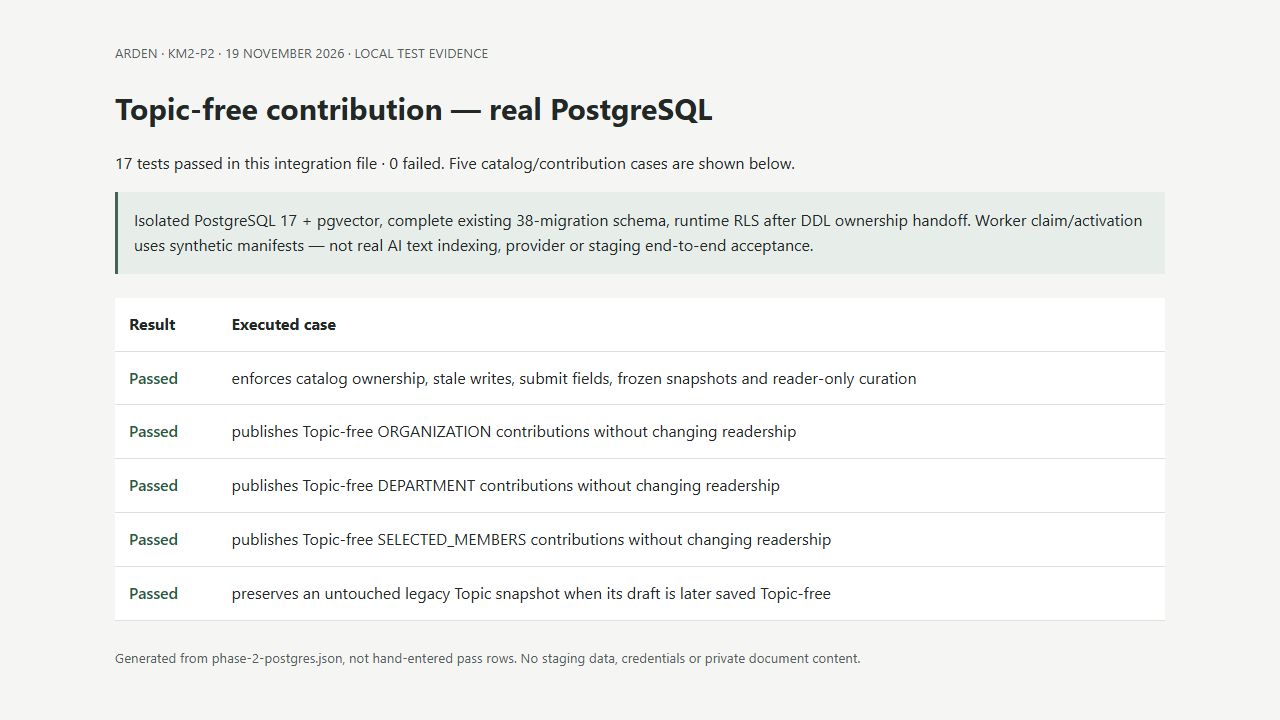 ARDEN · KM2-P2 · 19 NOVEMBER 2026 · LOCAL TEST EVIDENCE
Topic-free contribution — real PostgreSQL
17 tests passed in this integration file · 0 failed. Five catalog/contribution cases are shown below.
Isolated PostgreSQL 17 + pgvector, complete existing 38-migration schema, runtime RLS after DDL ownership handoff. Worker claim/activation
uses synthetic manifests — not real AI text indexing, provider or staging end-to-end acceptance.
Result Executed case
Passed enforces catalog ownership, stale writes, submit fields, frozen snapshots and reader-only curation
Passed publishes Topic-free ORGANIZATION contributions without changing readership
Passed publishes Topic-free DEPARTMENT contributions without changing readership
Passed publishes Topic-free SELECTED_MEMBERS contributions without changing readership
Passed preserves an untouched legacy Topic snapshot when its draft is later saved Topic-free
Generated from phase-2-postgres.json, not hand-entered pass rows. No staging data, credentials or private document content.